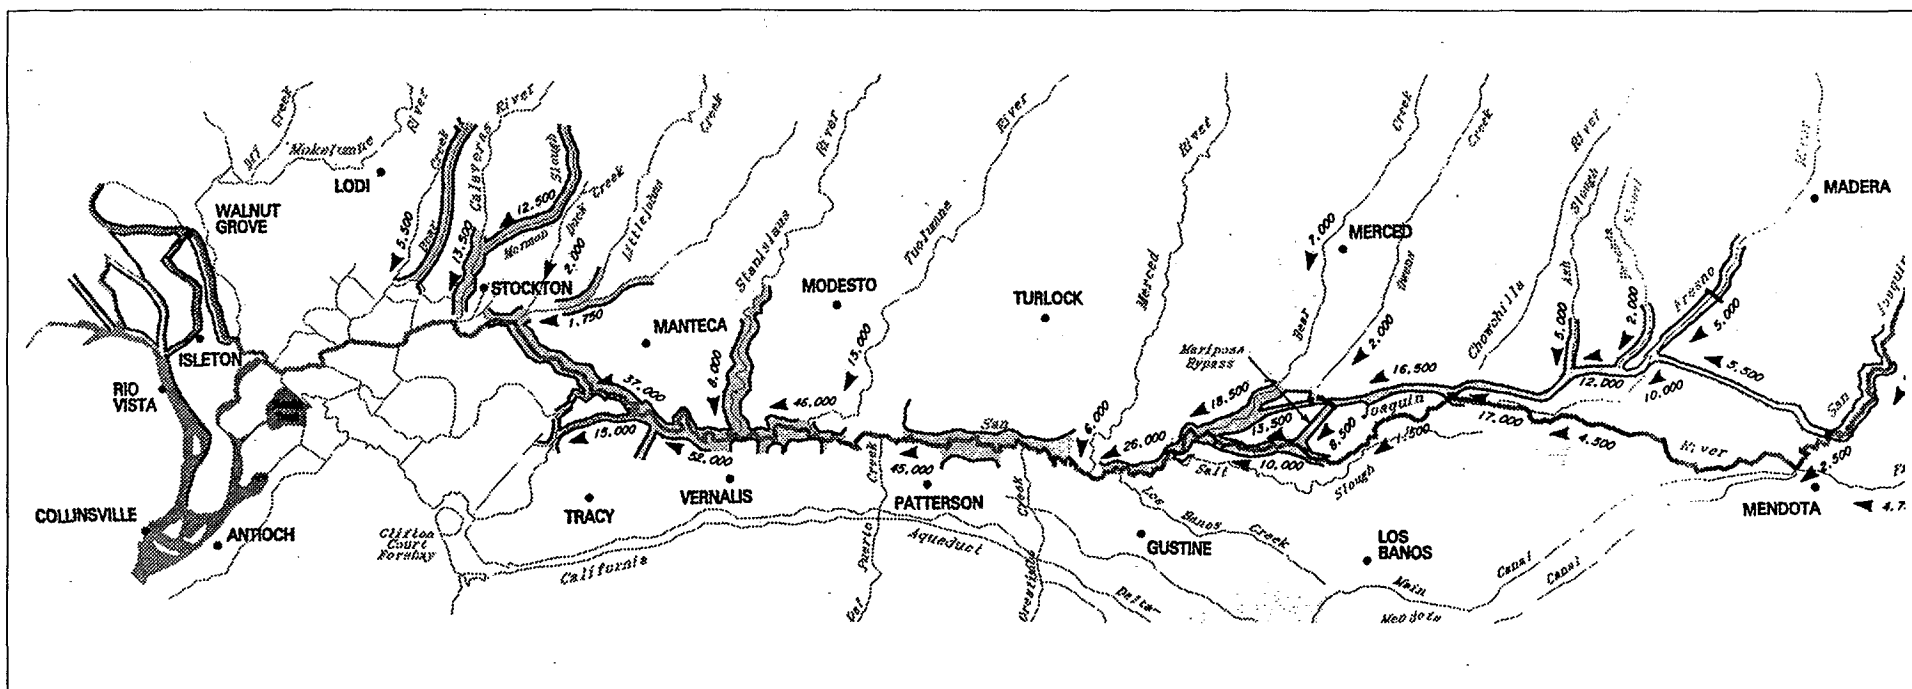 Dry
Creek
Mokelumne
River
LODI
WALNUT
GROVE
Bear
Creek
5,500
Calaveras
River
13,500
Mormon
Slough
12,500
Duck
Creek
2,000
Littlejohns
Creek
1,750
STOCKTON
ISLETON
RIO
VISTA
COLLINSVILLE
ANTIOCH
MANTECA
Stanislaus
River
8,000
37,000
15,000
52,000
MODESTO
Tuolumne
River
15,000
46,000
TRACY
VERNALIS
PATTERSON
45,000
Clifton
Court
Forebay
California
Aqueduct
Del
Puerto
Creek
Orestimba
Creek
Delta
Mendota
Canal
San
Joaquin
River
TURLOCK
Merced
River
6,000
26,000
Bear
Creek
7,000
MERCED
Owens
Creek
2,000
Mariposa
Bypass
18,500
16,500
13,500
8,500
10,000
1,500
Salt
Slough
Los
Banos
Creek
GUSTINE
LOS
BANOS
Main
Canal
Chowchilla
River
Ash
Slough
5,000
Slough
2,000
Fresno
River
5,000
MADERA
12,000
10,000
5,500
17,000
4,500
San
2,500
MENDOTA